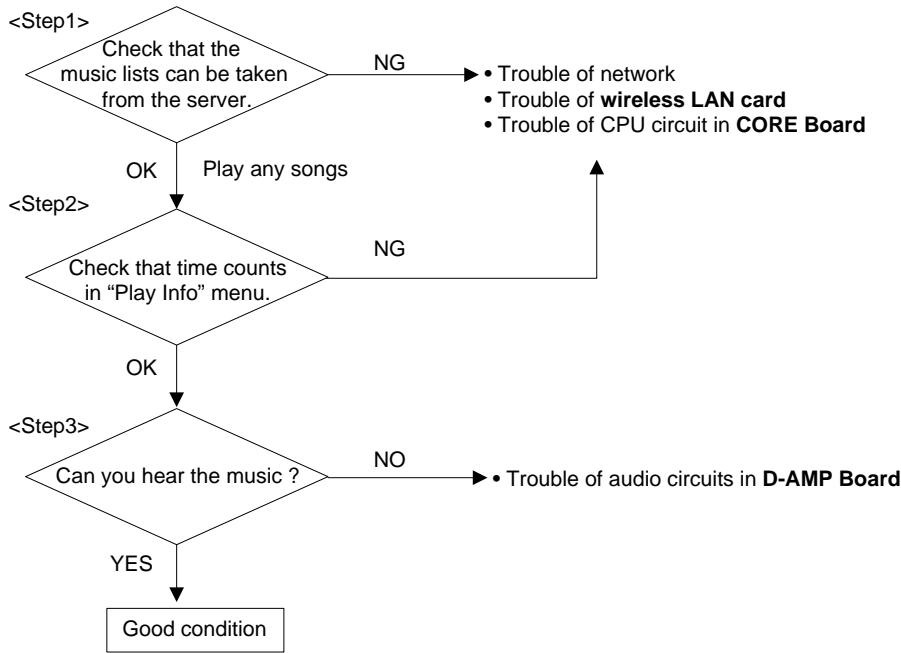 <Step1>
Check that the
music lists can be taken
from the server.
NG
• Trouble of network
• Trouble of wireless LAN card
• Trouble of CPU circuit in CORE Board
OK
Play any songs
<Step2>
Check that time counts
in “Play Info” menu.
NG
OK
<Step3>
Can you hear the music ?
NO
• Trouble of audio circuits in D-AMP Board
YES
Good condition